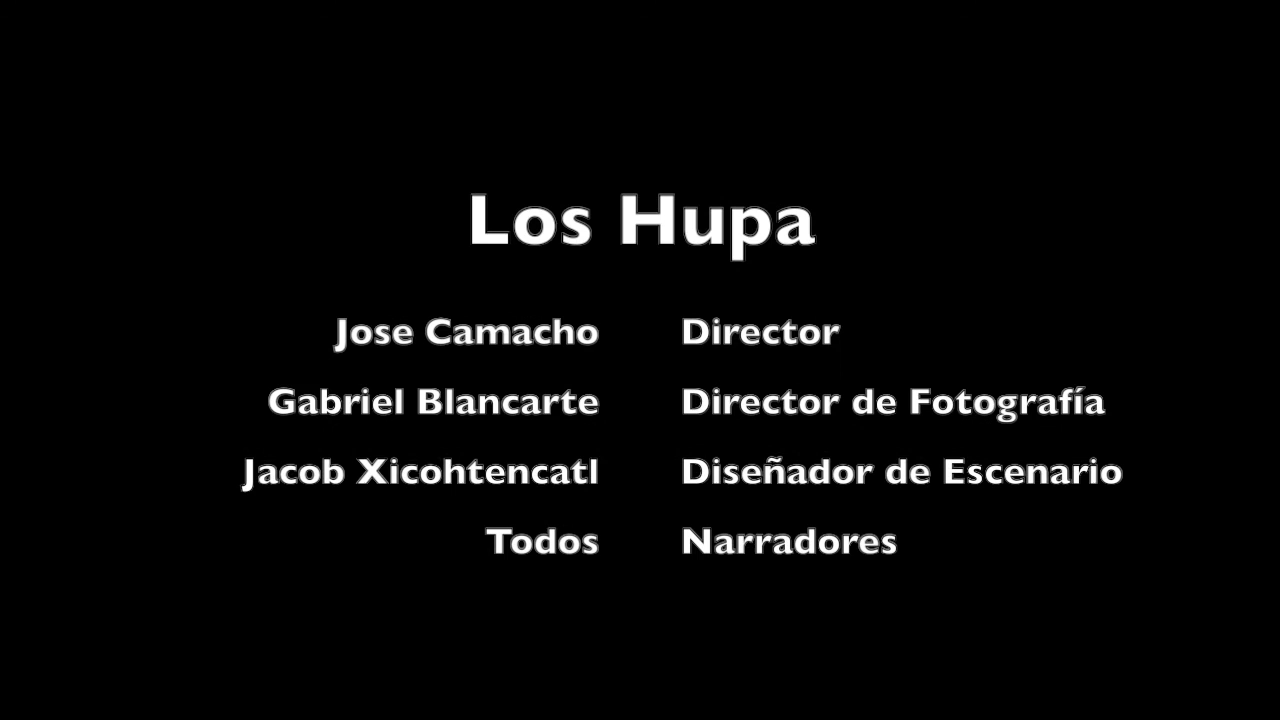 Los Hupa
Jose Camacho Director
Gabriel Blancarte Director de Fotografía
Jacob Xicohtencatl Diseñador de Escenario
Todos Narradores